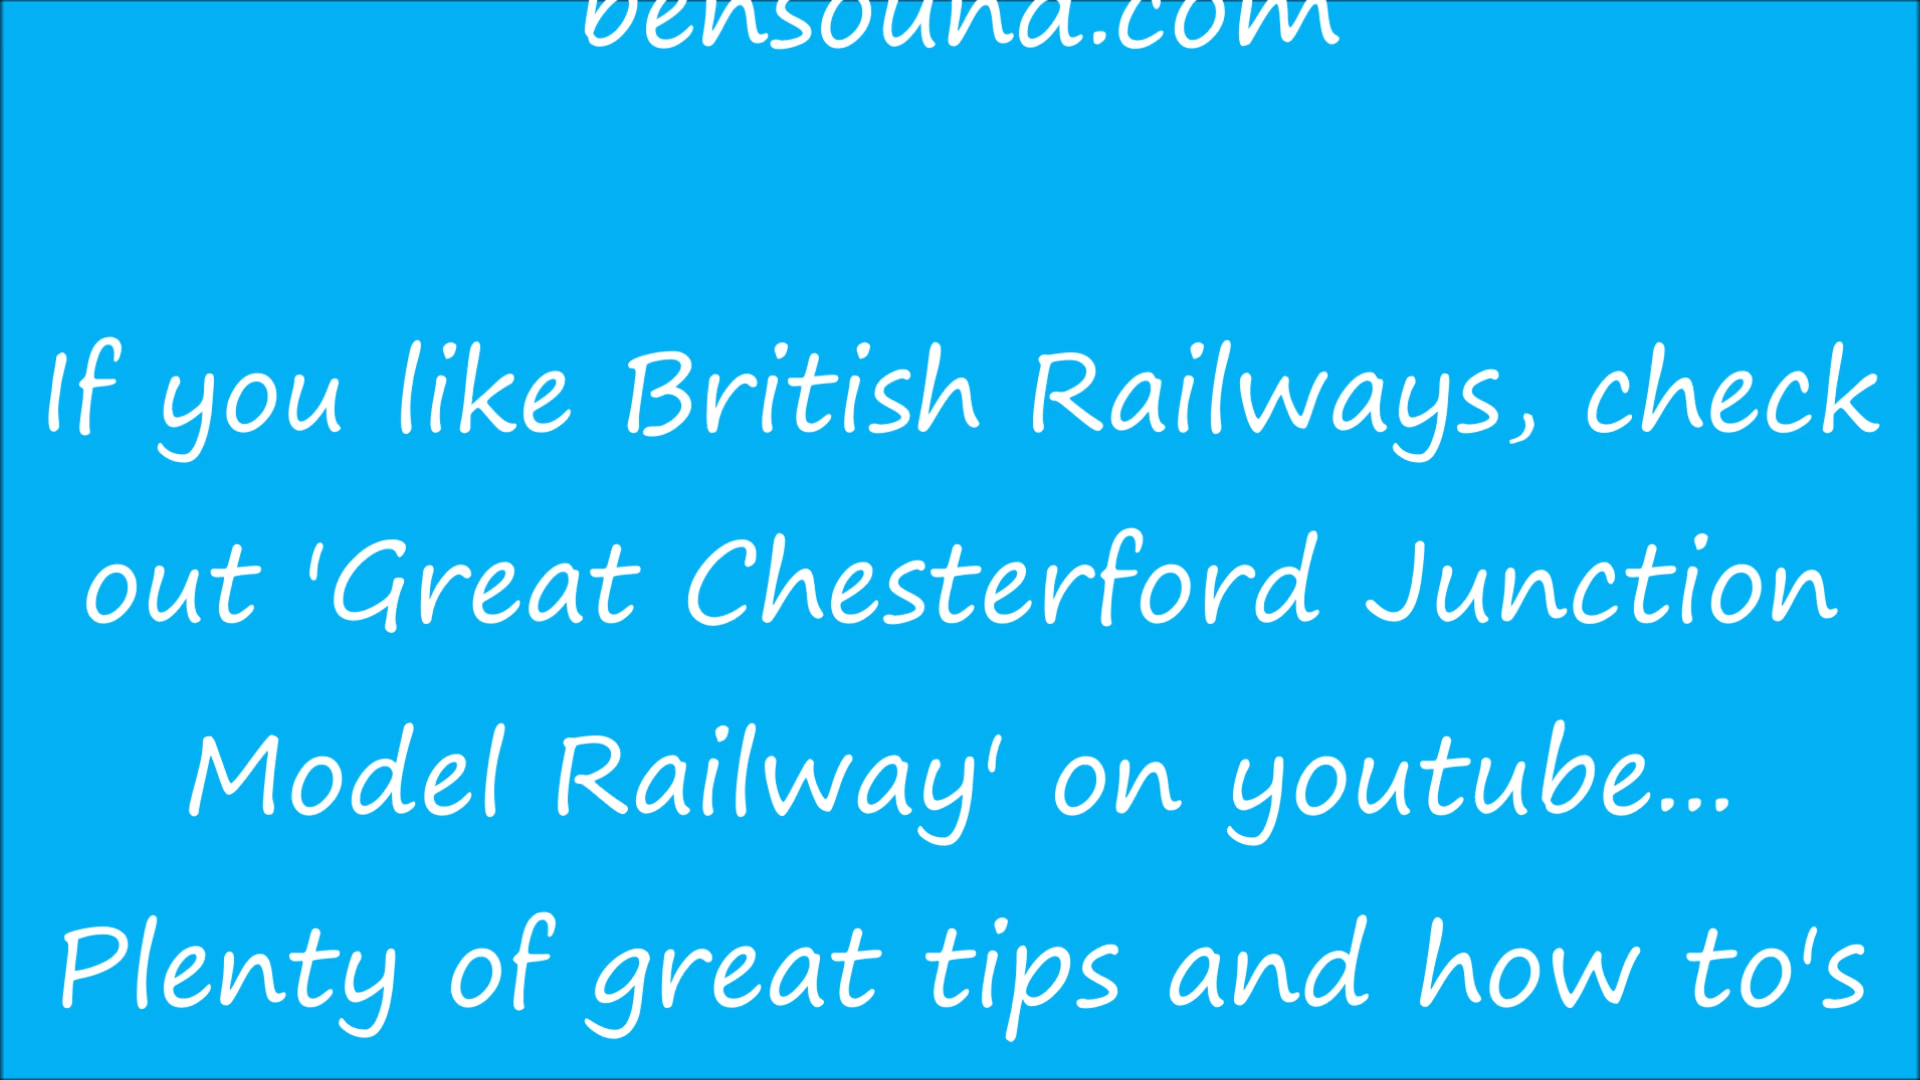 bensound.com
If you like British Railways, check
out 'Great Chesterford Junction
Model Railway' on youtube...
Plenty of great tips and how to's